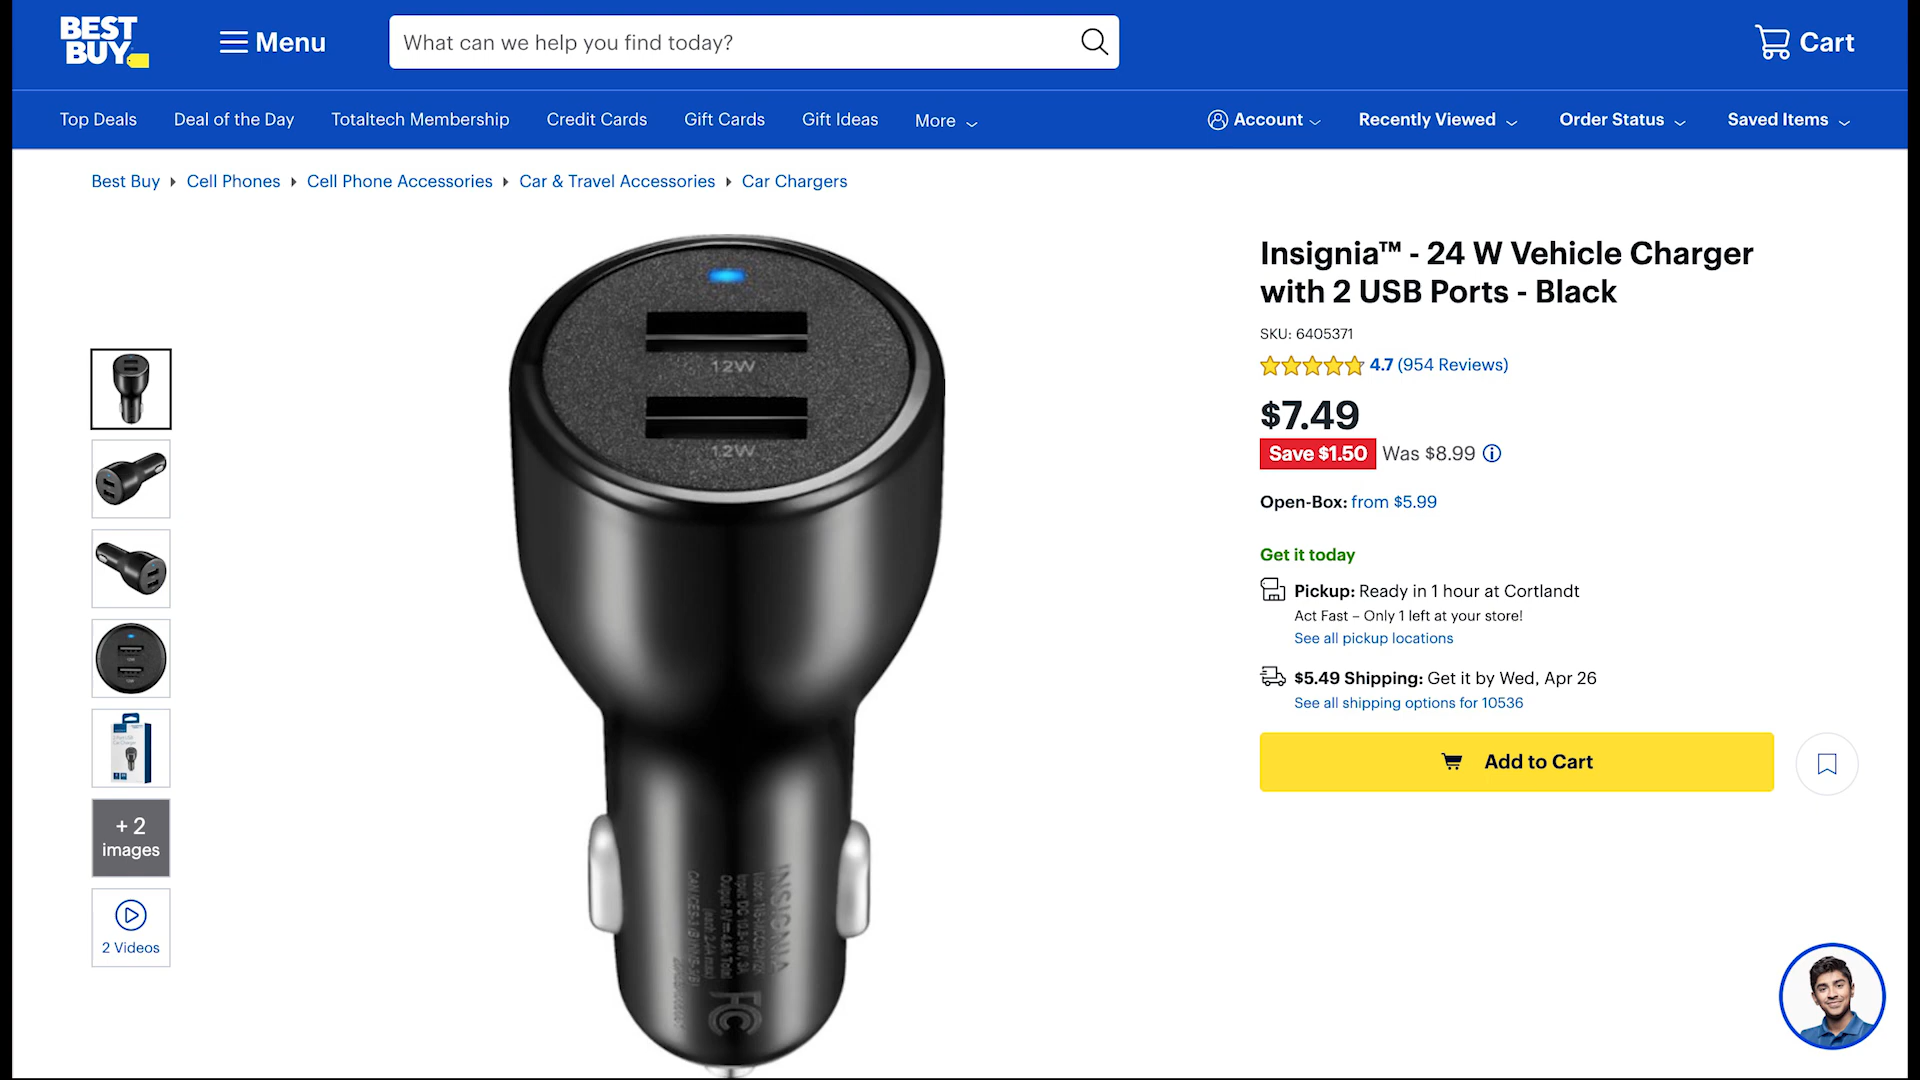 BEST
BUY
Menu
What can we help you find today?
Cart
Top Deals
Deal of the Day
Totaltech Membership
Credit Cards
Gift Cards
Gift Ideas
More
Account
Recently Viewed
Order Status
Saved Items
Best Buy
Cell Phones
Cell Phone Accessories
Car & Travel Accessories
Car Chargers
12W
12W
INSIGNIA
FC
+ 2
images
2 Videos
Insignia™ - 24 W Vehicle Charger
with 2 USB Ports - Black
SKU: 6405371
4.7 (954 Reviews)
$7.49
Save $1.50 Was $8.99
Open-Box: from $5.99
Get it today
Pickup: Ready in 1 hour at Cortlandt
Act Fast – Only 1 left at your store!
See all pickup locations
$5.49 Shipping: Get it by Wed, Apr 26
See all shipping options for 10536
Add to Cart